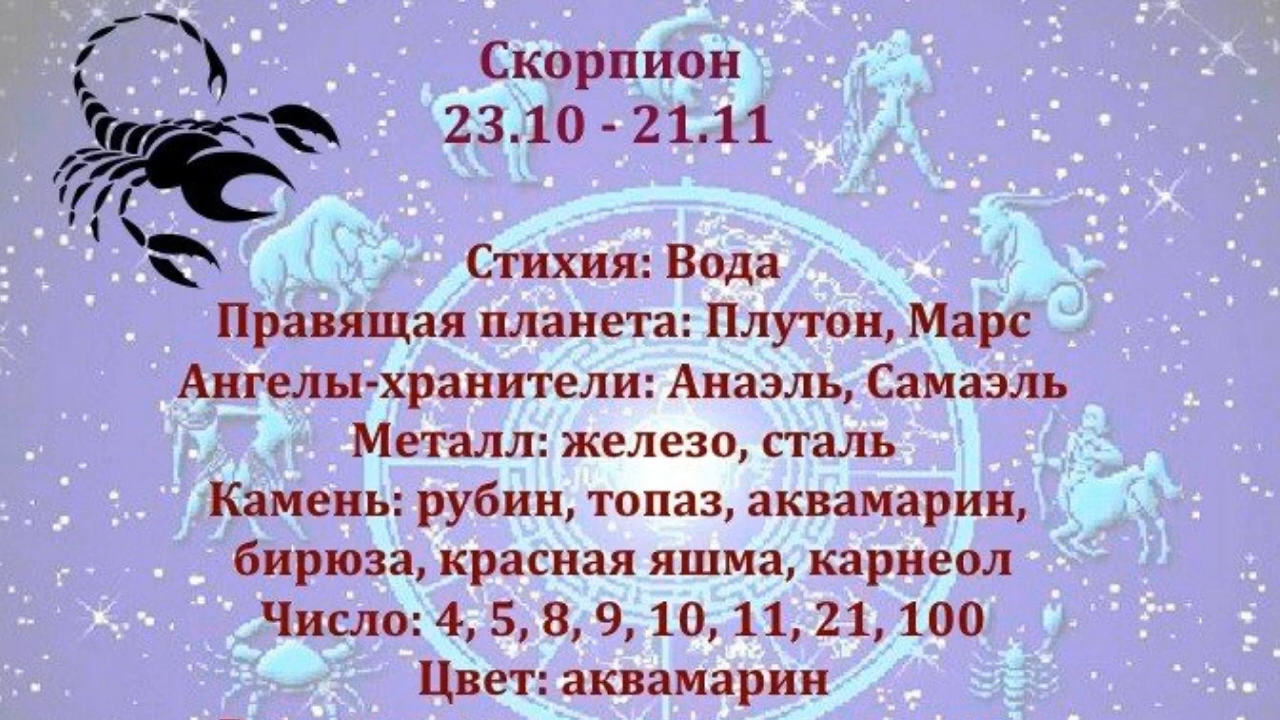 Скорпион
23.10 - 21.11
Стихия: Вода
Правящая планета: Плутон, Марс
Ангелы-хранители: Анаэль, Самаэль
Металл: железо, сталь
Камень: рубин, топаз, аквамарин,
бирюза, красная яшма, карнеол
Число: 4, 5, 8, 9, 10, 11, 21, 100
Цвет: аквамарин